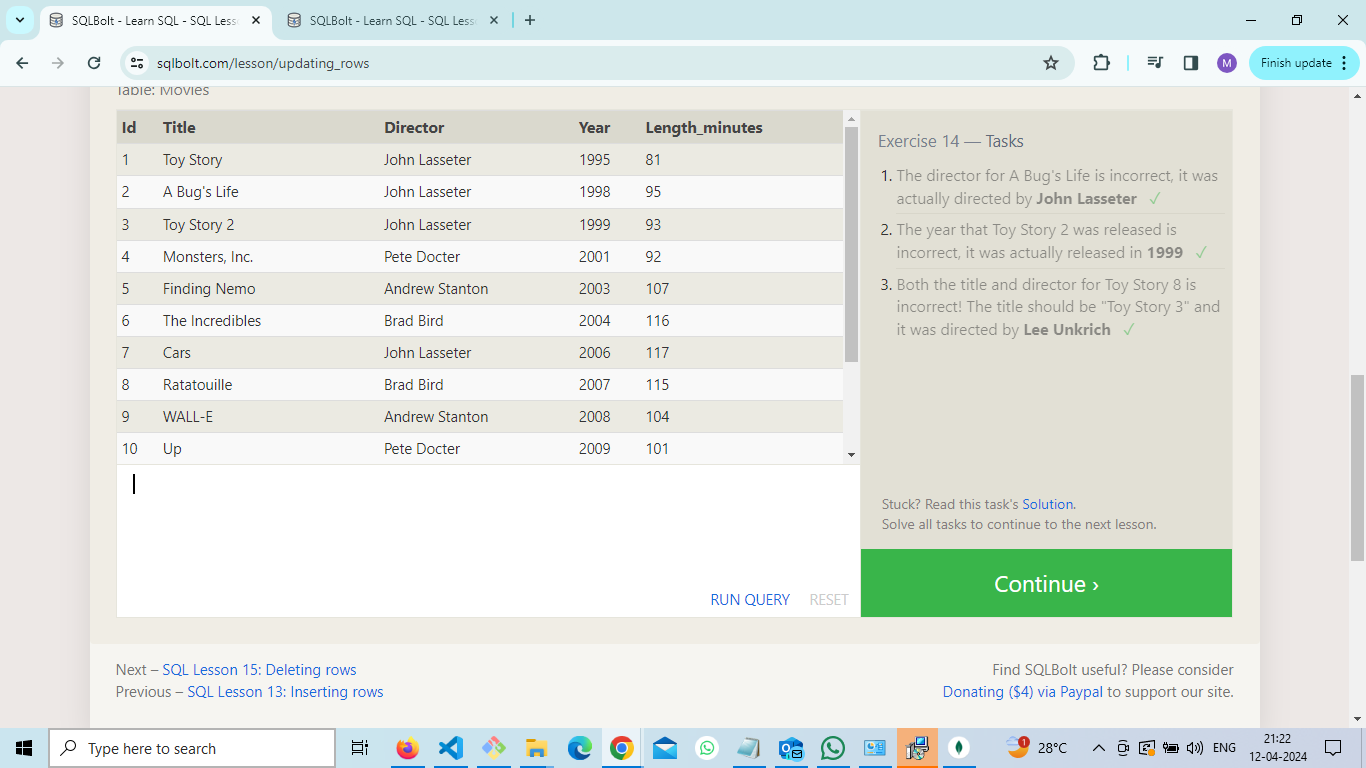 SQLBolt - Learn SQL - SQL Less
SQLBolt - Learn SQL - SQL Less
sqlbolt.com/lesson/updating_rows
M
Finish update
Table: Movies
Id Title Director Year Length_minutes
1 Toy Story John Lasseter 1995 81
2 A Bug's Life John Lasseter 1998 95
3 Toy Story 2 John Lasseter 1999 93
4 Monsters, Inc. Pete Docter 2001 92
5 Finding Nemo Andrew Stanton 2003 107
6 The Incredibles Brad Bird 2004 116
7 Cars John Lasseter 2006 117
8 Ratatouille Brad Bird 2007 115
9 WALL-E Andrew Stanton 2008 104
10 Up Pete Docter 2009 101
RUN QUERY RESET
Exercise 14 — Tasks
1. The director for A Bug's Life is incorrect, it was
actually directed by John Lasseter ✓
2. The year that Toy Story 2 was released is
incorrect, it was actually released in 1999 ✓
3. Both the title and director for Toy Story 8 is
incorrect! The title should be "Toy Story 3" and
it was directed by Lee Unkrich ✓
Stuck? Read this task's Solution.
Solve all tasks to continue to the next lesson.
Continue ›
Next – SQL Lesson 15: Deleting rows
Previous – SQL Lesson 13: Inserting rows
Find SQLBolt useful? Please consider
Donating ($4) via Paypal to support our site.
Type here to search
1
28°C
ENG
21:22
12-04-2024